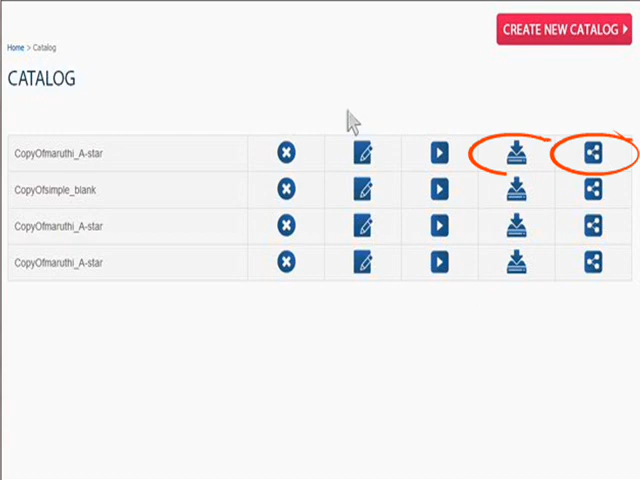 CREATE NEW CATALOG
Home > Catalog
CATALOG
CopyOfmaruthi_A-star
CopyOfsimple_blank
CopyOfmaruthi_A-star
CopyOfmaruthi_A-star